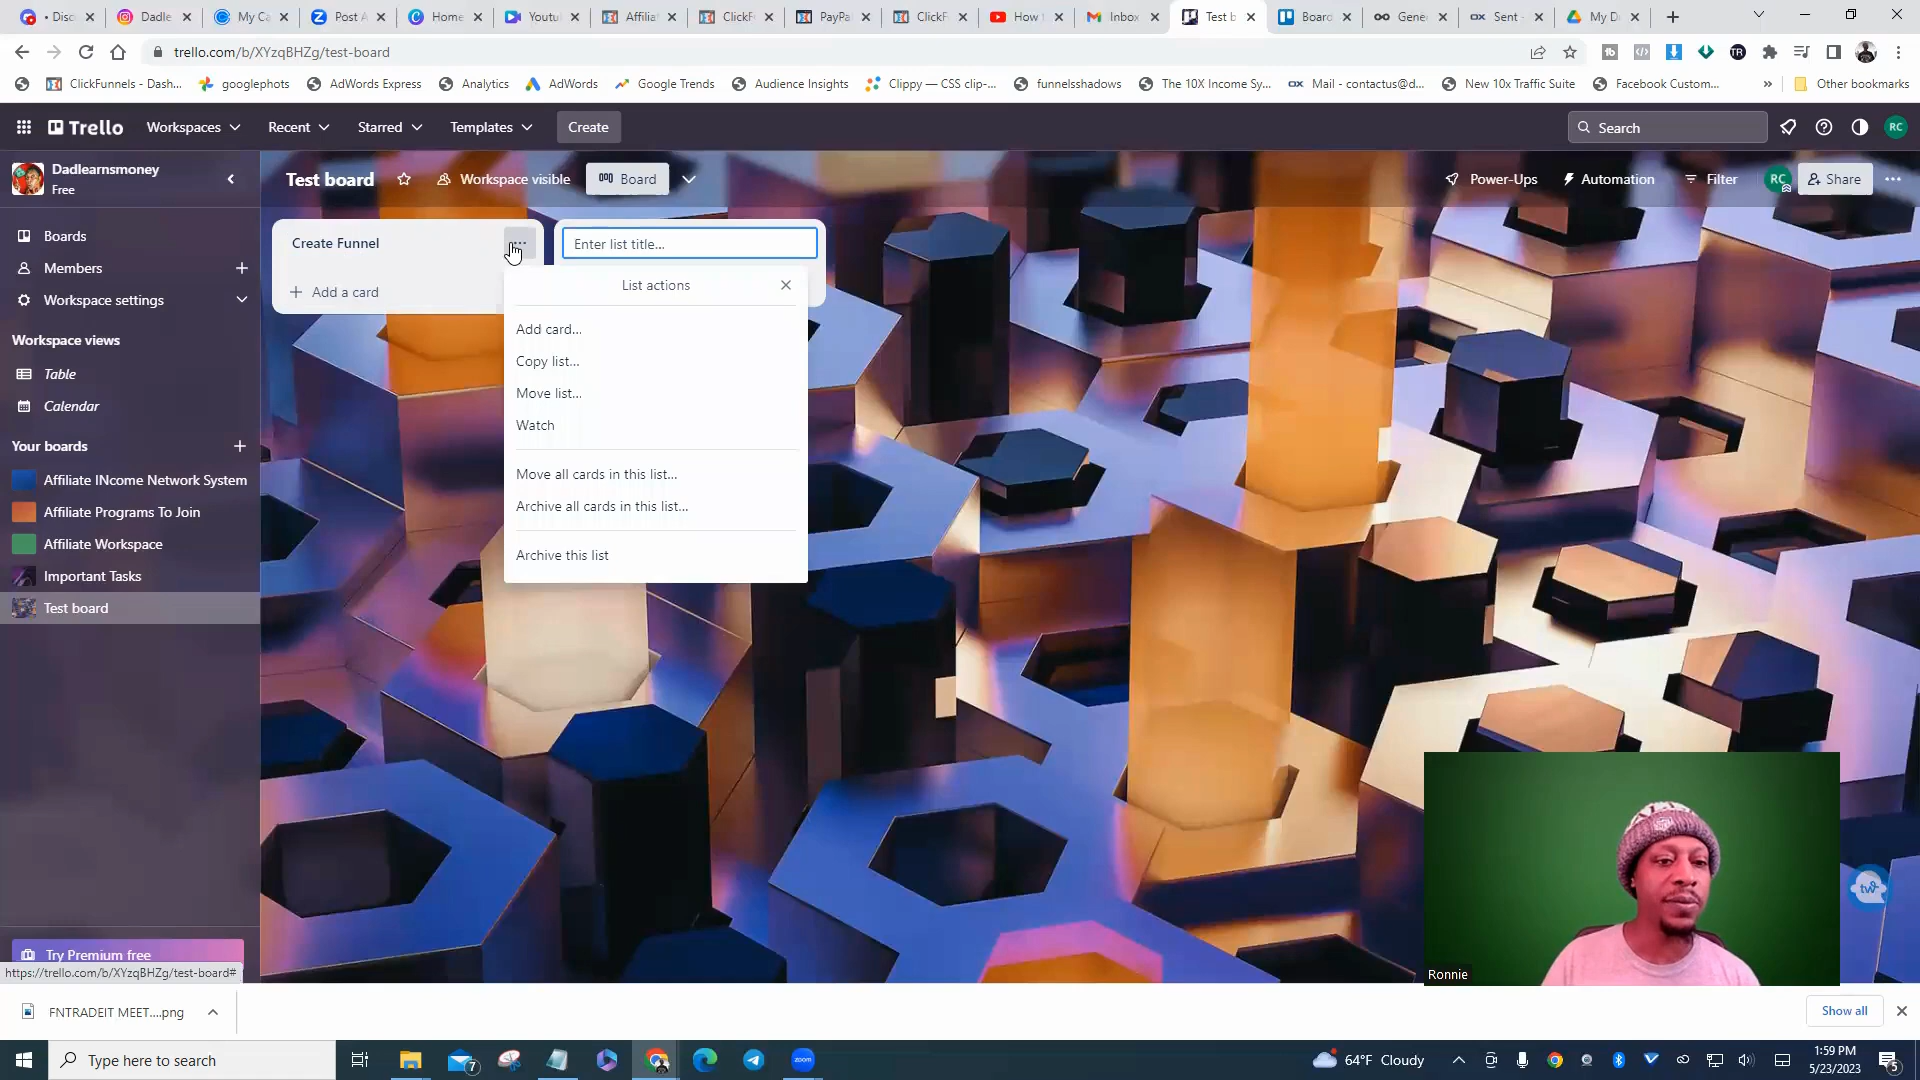 • Disc
Dadle
My Ca
Post A
Home
Youtu
Affilia
ClickF
PayPa
ClickF
How
Inbox
Test b
Board
Gene
Sent -
My D
trello.com/b/XYzqBHZg/test-board
ClickFunnels - Dash...
googlephots
AdWords Express
Analytics
AdWords
Google Trends
Audience Insights
Clippy — CSS clip-...
funnelsshadows
The 10X Income Sy...
Mail - contactus@d...
New 10x Traffic Suite
Facebook Custom...
»
Other bookmarks
Trello
Workspaces
Recent
Starred
Templates
Create
Search
RC
Dadlearnsmoney
Free
Test board
Workspace visible
Board
Power-Ups
Automation
Filter
RC
Share
Boards
Members
Workspace settings
Workspace views
Table
Calendar
Your boards
Affiliate INcome Network System
Affiliate Programs To Join
Affiliate Workspace
Important Tasks
Test board
Try Premium free
https://trello.com/b/XYzqBHZg/test-board#
Create Funnel
Add a card
Enter list title...
List actions
Add card...
Copy list...
Move list...
Watch
Move all cards in this list...
Archive all cards in this list...
Archive this list
tw
Ronnie
FNTRADEIT MEET....png
Show all
Type here to search
7
zoom
64°F Cloudy
1:59 PM
5/23/2023
5